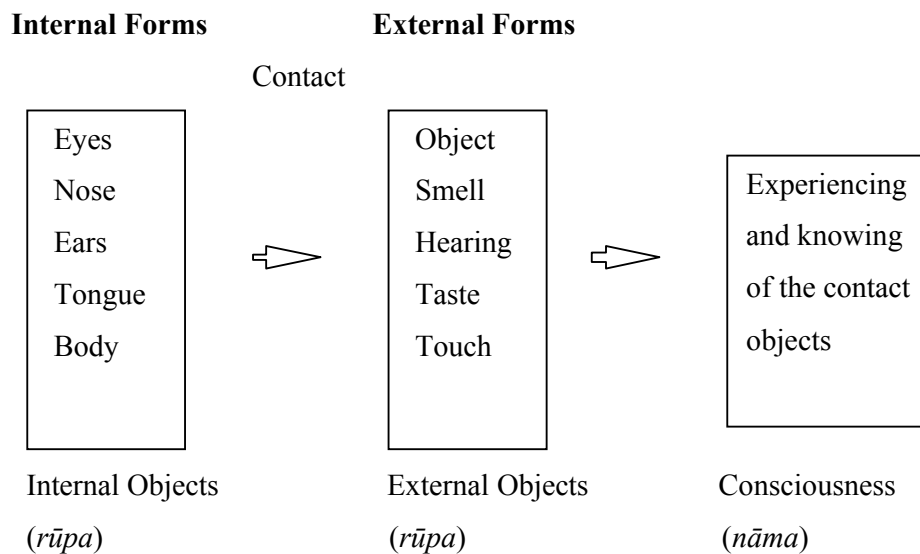 Internal Forms
External Forms
Contact
Eyes
Nose
Ears
Tongue
Body
Object
Smell
Hearing
Taste
Touch
Experiencing
and knowing
of the contact
objects
Internal Objects
(rūpa)
External Objects
(rūpa)
Consciousness
(nāma)